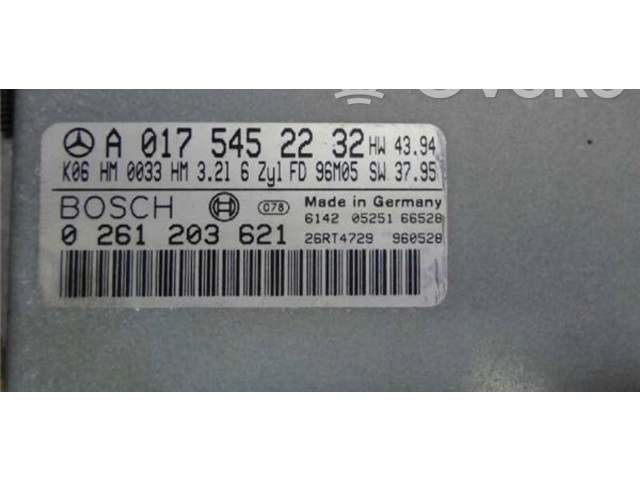 A 017 545 22 32 HW 43.94
K06 HM 0033 HM 3.2l 6 Zyl FD 96M05 SW 37.95
BOSCH 078 Made in Germany
6142 05251 66528
0 261 203 621 26RT4729 960528